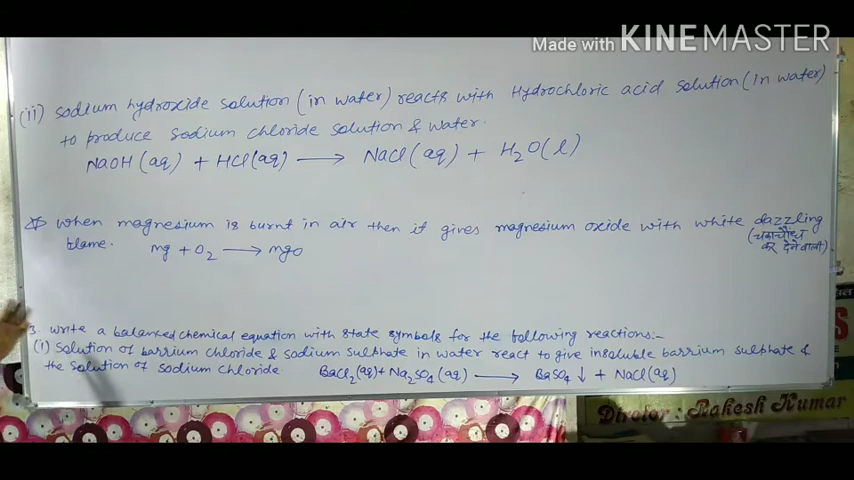 Made with KINEMASTER
(ii) Sodium hydroxide solution (in water) reacts with Hydrochloric acid solution (in water)
to produce sodium chloride solution & water.
NaOH (aq) + HCl (aq) ⟶ NaCl (aq) + H₂O (l)
when magnesium is burnt in air then it gives magnesium oxide with white dazzling
(चकाचौंध
कर देने वाला)
blame.
mg + O₂ ⟶ mgo
3. write a balanced chemical equation with state symbols for the following reactions:-
(i) Solution of barrium chloride & sodium sulphate in water react to give insoluble barrium sulphate &
the solution of sodium chloride.
BaCl₂ (aq) + Na₂SO₄ (aq) ⟶ BaSO₄ ↓ + NaCl (aq)
Diretor : Rakesh Kumar